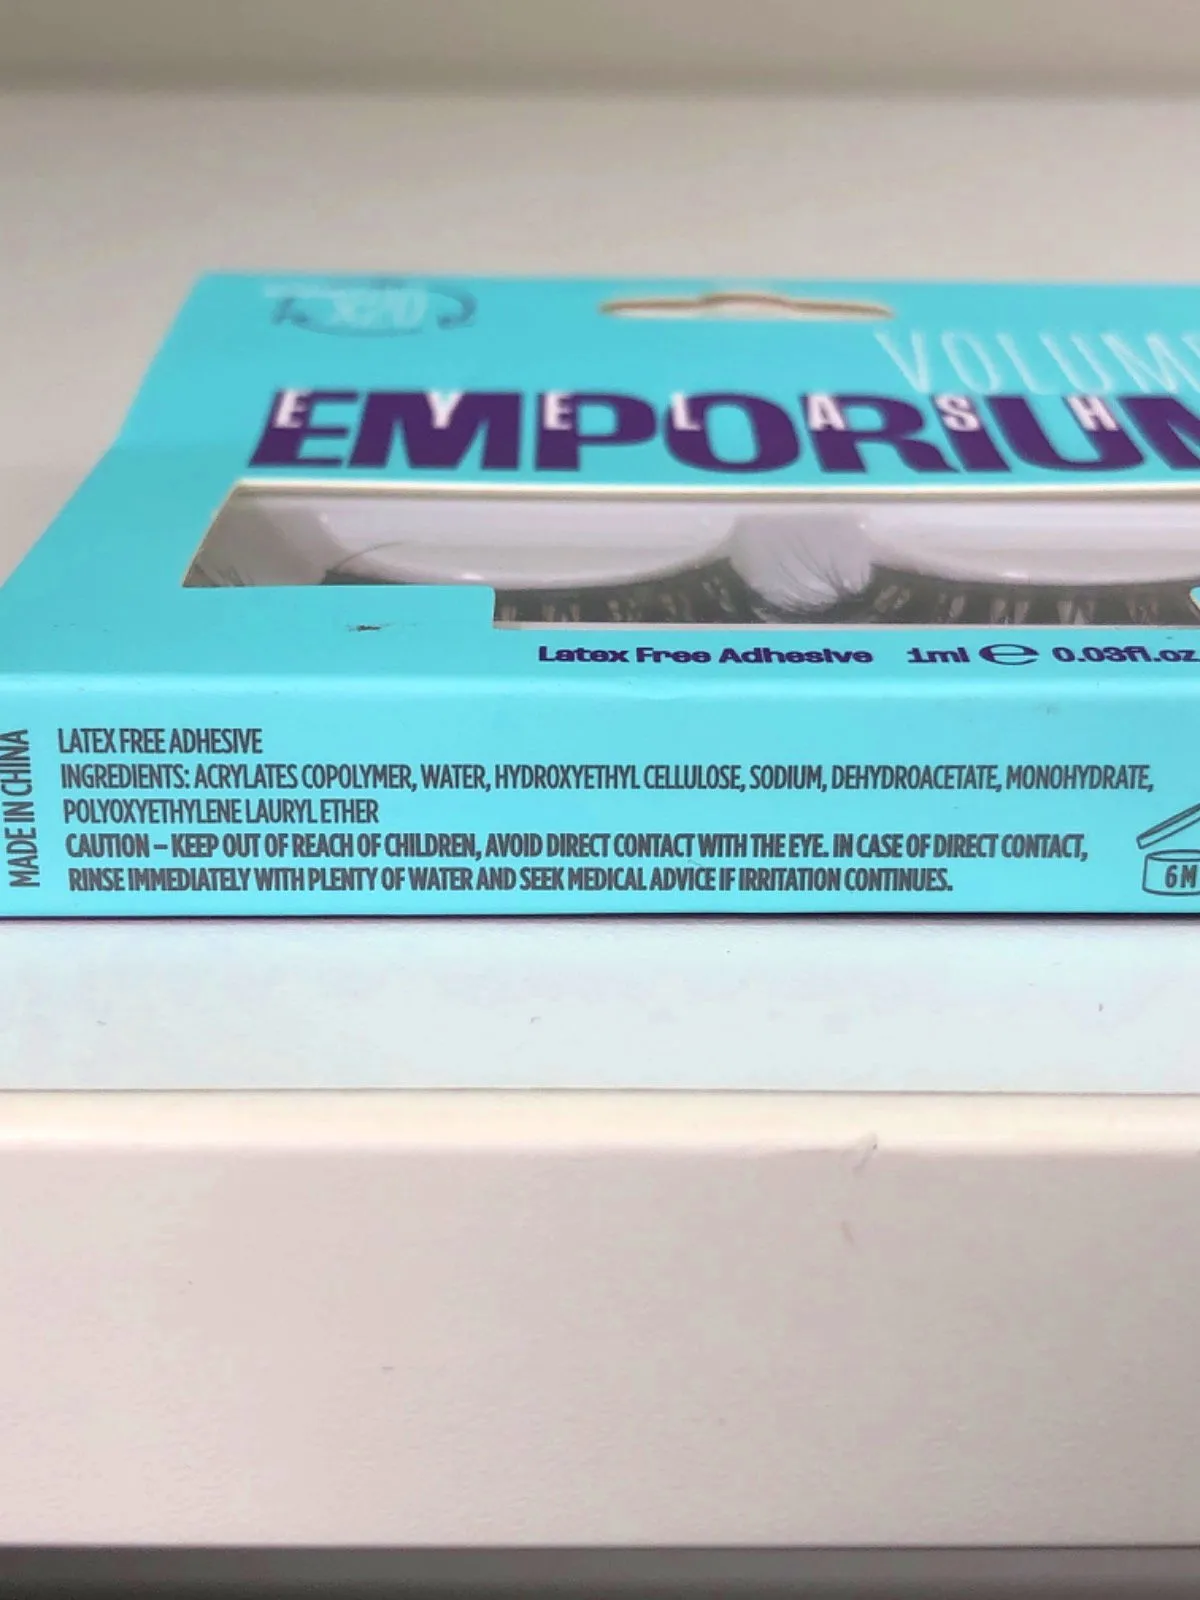 x20
VOLUM
EYELASH
EMPORIUM
Latex Free Adhesive 1ml ℮ 0.03fl.oz
MADE IN CHINA
LATEX FREE ADHESIVE
INGREDIENTS: ACRYLATES COPOLYMER, WATER, HYDROXYETHYL CELLULOSE, SODIUM, DEHYDROACETATE, MONOHYDRATE,
POLYOXYETHYLENE LAURYL ETHER
CAUTION – KEEP OUT OF REACH OF CHILDREN, AVOID DIRECT CONTACT WITH THE EYE. IN CASE OF DIRECT CONTACT,
RINSE IMMEDIATELY WITH PLENTY OF WATER AND SEEK MEDICAL ADVICE IF IRRITATION CONTINUES.
6M